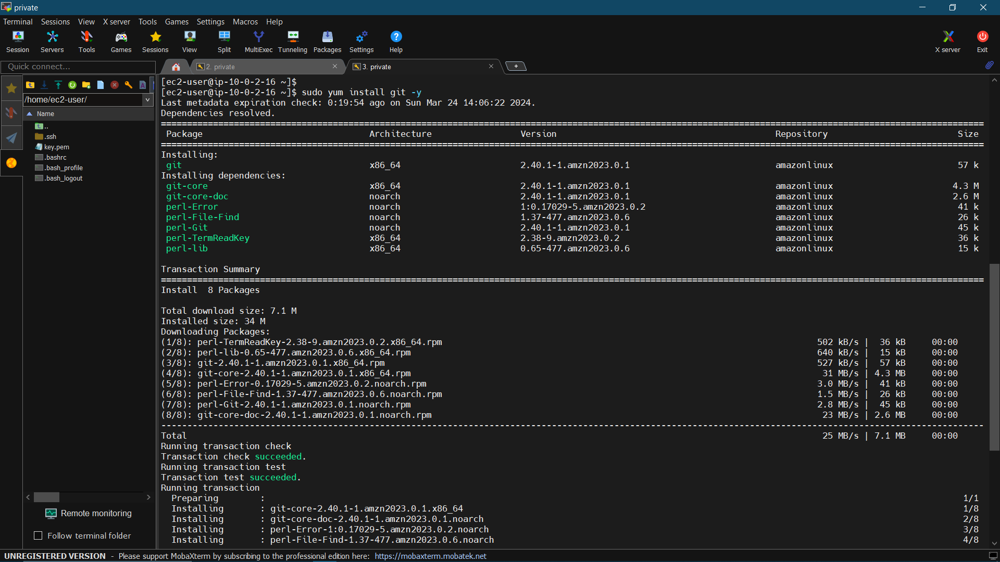 private
Terminal Sessions View X server Tools Games Settings Macros Help
Session Servers Tools Games Sessions View Split MultiExec Tunneling Packages Settings Help X server Exit
Quick connect... 2. private 3. private
/home/ec2-user/
Name
..
.ssh
key.pem
.bashrc
.bash_profile
.bash_logout
Remote monitoring
Follow terminal folder
[ec2-user@ip-10-0-2-16 ~]$
[ec2-user@ip-10-0-2-16 ~]$ sudo yum install git -y
Last metadata expiration check: 0:19:54 ago on Sun Mar 24 14:06:22 2024.
Dependencies resolved.
Package Architecture Version Repository Size
Installing:
git x86_64 2.40.1-1.amzn2023.0.1 amazonlinux 57 k
Installing dependencies:
git-core x86_64 2.40.1-1.amzn2023.0.1 amazonlinux 4.3 M
git-core-doc noarch 2.40.1-1.amzn2023.0.1 amazonlinux 2.6 M
perl-Error noarch 1:0.17029-5.amzn2023.0.2 amazonlinux 41 k
perl-File-Find noarch 1.37-477.amzn2023.0.6 amazonlinux 26 k
perl-Git noarch 2.40.1-1.amzn2023.0.1 amazonlinux 45 k
perl-TermReadKey x86_64 2.38-9.amzn2023.0.2 amazonlinux 36 k
perl-lib x86_64 0.65-477.amzn2023.0.6 amazonlinux 15 k
Transaction Summary
Install 8 Packages
Total download size: 7.1 M
Installed size: 34 M
Downloading Packages:
(1/8): perl-TermReadKey-2.38-9.amzn2023.0.2.x86_64.rpm 502 kB/s | 36 kB 00:00
(2/8): perl-lib-0.65-477.amzn2023.0.6.x86_64.rpm 640 kB/s | 15 kB 00:00
(3/8): git-2.40.1-1.amzn2023.0.1.x86_64.rpm 527 kB/s | 57 kB 00:00
(4/8): git-core-2.40.1-1.amzn2023.0.1.x86_64.rpm 31 MB/s | 4.3 MB 00:00
(5/8): perl-Error-0.17029-5.amzn2023.0.2.noarch.rpm 3.0 MB/s | 41 kB 00:00
(6/8): perl-File-Find-1.37-477.amzn2023.0.6.noarch.rpm 1.5 MB/s | 26 kB 00:00
(7/8): perl-Git-2.40.1-1.amzn2023.0.1.noarch.rpm 2.8 MB/s | 45 kB 00:00
(8/8): git-core-doc-2.40.1-1.amzn2023.0.1.noarch.rpm 23 MB/s | 2.6 MB 00:00
Total 25 MB/s | 7.1 MB 00:00
Running transaction check
Transaction check succeeded.
Running transaction test
Transaction test succeeded.
Running transaction
Preparing : 1/1
Installing : git-core-2.40.1-1.amzn2023.0.1.x86_64 1/8
Installing : git-core-doc-2.40.1-1.amzn2023.0.1.noarch 2/8
Installing : perl-Error-1:0.17029-5.amzn2023.0.2.noarch 3/8
Installing : perl-File-Find-1.37-477.amzn2023.0.6.noarch 4/8
UNREGISTERED VERSION - Please support MobaXterm by subscribing to the professional edition here: https://mobaxterm.mobatek.net